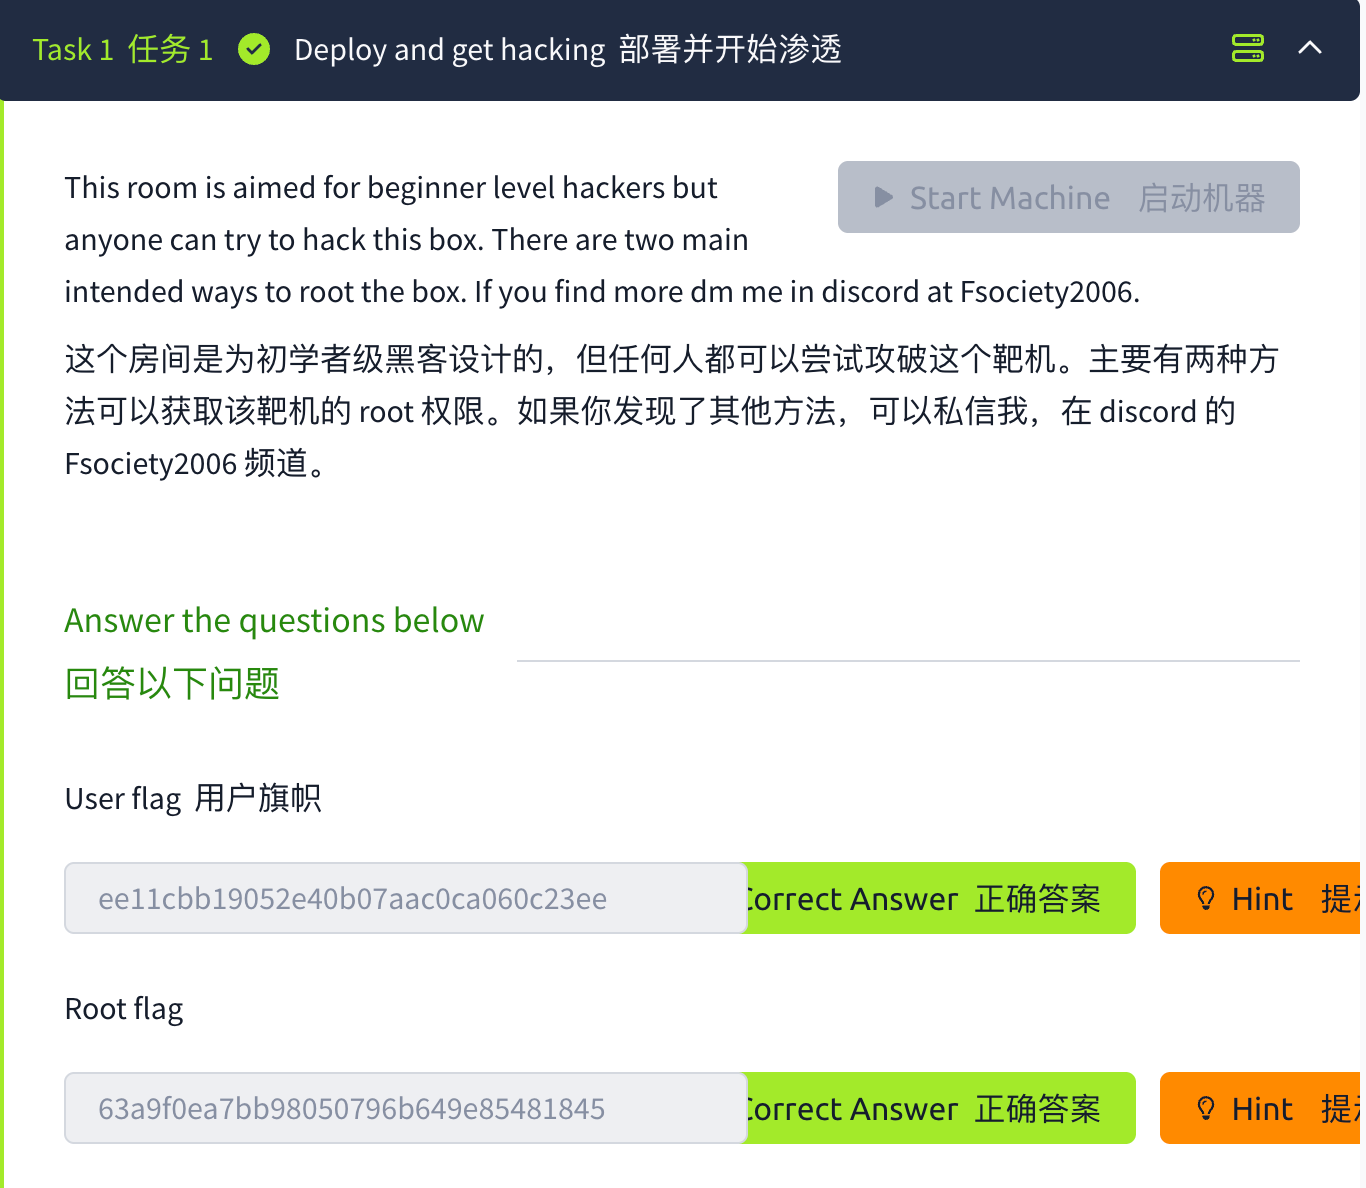 Task 1 任务 1 Deploy and get hacking 部署并开始渗透
Start Machine 启动机器
This room is aimed for beginner level hackers but
anyone can try to hack this box. There are two main
intended ways to root the box. If you find more dm me in discord at Fsociety2006.
这个房间是为初学者级黑客设计的，但任何人都可以尝试攻破这个靶机。主要有两种方
法可以获取该靶机的 root 权限。如果你发现了其他方法，可以私信我，在 discord 的
Fsociety2006 频道。
Answer the questions below
回答以下问题
User flag 用户旗帜
ee11cbb19052e40b07aac0ca060c23ee Correct Answer 正确答案 Hint 提示
Root flag
63a9f0ea7bb98050796b649e85481845 Correct Answer 正确答案 Hint 提示